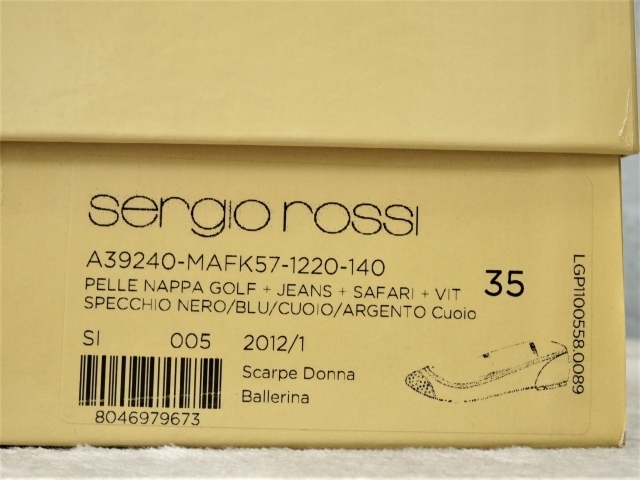 sergio rossi
A39240-MAFK57-1220-140
PELLE NAPPA GOLF + JEANS + SAFARI + VIT
SPECCHIO NERO/BLU/CUOIO/ARGENTO Cuoio
35
SI 005 2012/1
Scarpe Donna
Ballerina
8046979673
LGP1100558.0089